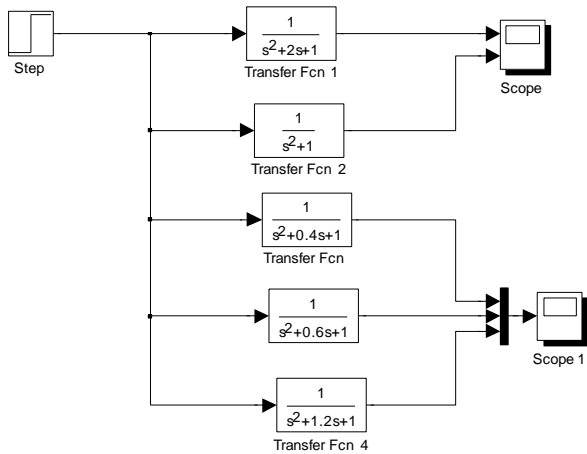 1
s2+2s+1
Step
Transfer Fcn 1
Scope
1
s2+1
Transfer Fcn 2
1
s2+0.4s+1
Transfer Fcn
1
s2+0.6s+1
Scope 1
1
s2+1.2s+1
Transfer Fcn 4